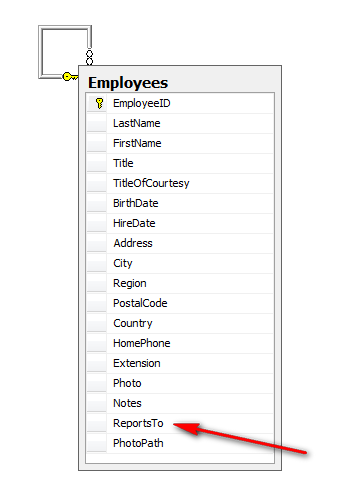 Employees
EmployeeID
LastName
FirstName
Title
TitleOfCourtesy
BirthDate
HireDate
Address
City
Region
PostalCode
Country
HomePhone
Extension
Photo
Notes
ReportsTo
PhotoPath